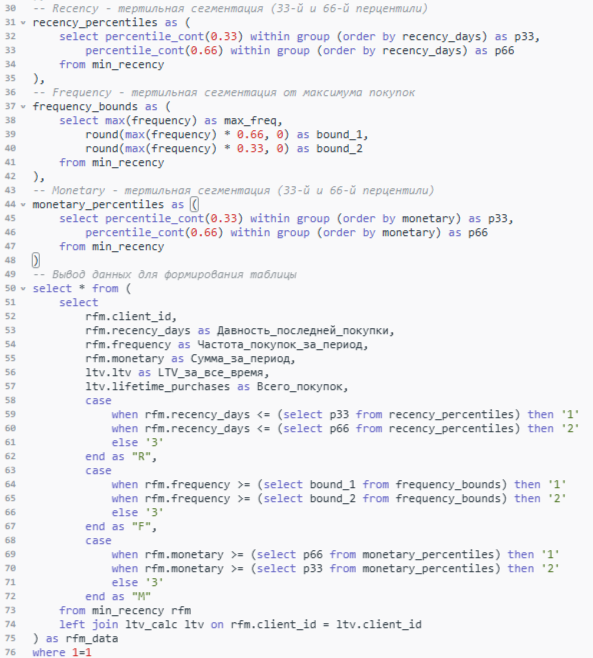 30 -- Recency - тертильная сегментация (33-й и 66-й перцентили)
31 recency_percentiles as (
32 select percentile_cont(0.33) within group (order by recency_days) as p33,
33 percentile_cont(0.66) within group (order by recency_days) as p66
34 from min_recency
35 ),
36 -- Frequency - тертильная сегментация от максимума покупок
37 frequency_bounds as (
38 select max(frequency) as max_freq,
39 round(max(frequency) * 0.66, 0) as bound_1,
40 round(max(frequency) * 0.33, 0) as bound_2
41 from min_recency
42 ),
43 -- Monetary - тертильная сегментация (33-й и 66-й перцентили)
44 monetary_percentiles as (
45 select percentile_cont(0.33) within group (order by monetary) as p33,
46 percentile_cont(0.66) within group (order by monetary) as p66
47 from min_recency
48 )
49 -- Вывод данных для формирования таблицы
50 select * from (
51 select
52 rfm.client_id,
53 rfm.recency_days as Давность_последней_покупки,
54 rfm.frequency as Частота_покупок_за_период,
55 rfm.monetary as Сумма_за_период,
56 ltv.ltv as LTV_за_все_время,
57 ltv.lifetime_purchases as Всего_покупок,
58 case
59 when rfm.recency_days <= (select p33 from recency_percentiles) then '1'
60 when rfm.recency_days <= (select p66 from recency_percentiles) then '2'
61 else '3'
62 end as "R",
63 case
64 when rfm.frequency >= (select bound_1 from frequency_bounds) then '1'
65 when rfm.frequency >= (select bound_2 from frequency_bounds) then '2'
66 else '3'
67 end as "F",
68 case
69 when rfm.monetary >= (select p66 from monetary_percentiles) then '1'
70 when rfm.monetary >= (select p33 from monetary_percentiles) then '2'
71 else '3'
72 end as "M"
73 from min_recency rfm
74 left join ltv_calc ltv on rfm.client_id = ltv.client_id
75 ) as rfm_data
76 where 1=1